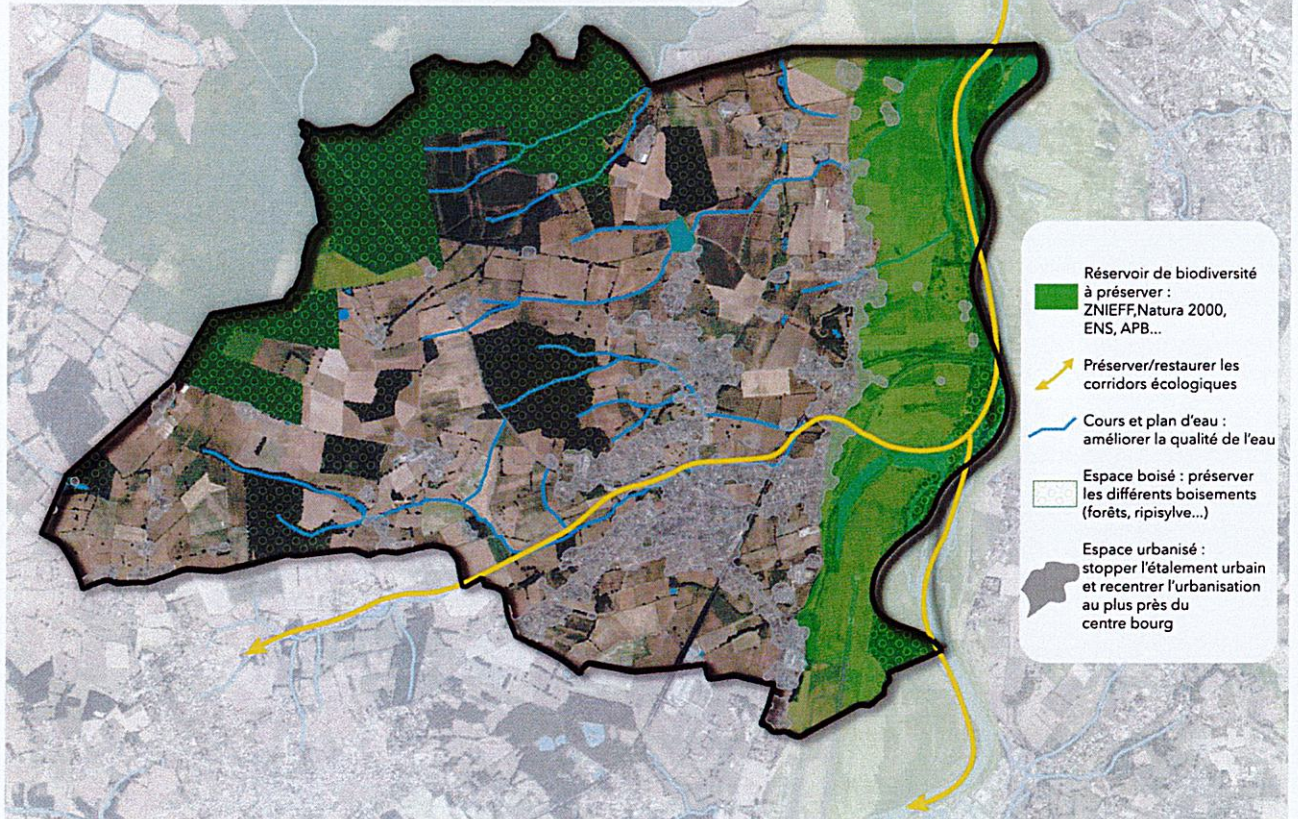 Réservoir de biodiversité
à préserver :
ZNIEFF,Natura 2000,
ENS, APB...
Préserver/restaurer les
corridors écologiques
Cours et plan d'eau :
améliorer la qualité de l'eau
Espace boisé : préserver
les différents boisements
(forêts, ripisylve...)
Espace urbanisé :
stopper l'étalement urbain
et recentrer l'urbanisation
au plus près du
centre bourg